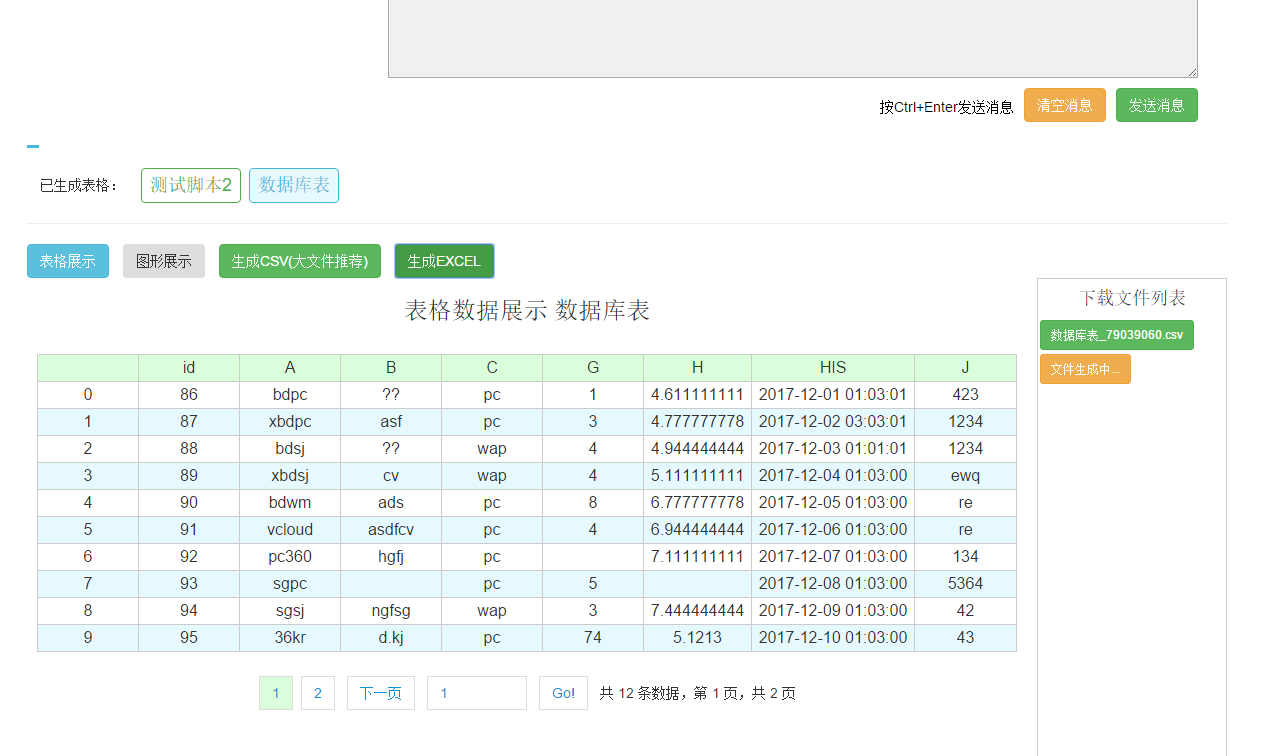 按Ctrl+Enter发送消息 清空消息 发送消息
已生成表格： 测试脚本2 数据库表
表格展示 图形展示 生成CSV(大文件推荐) 生成EXCEL
表格数据展示 数据库表
id A B C G H HIS J
0 86 bdpc ?? pc 1 4.611111111 2017-12-01 01:03:01 423
1 87 xbdpc asf pc 3 4.777777778 2017-12-02 03:03:01 1234
2 88 bdsj ?? wap 4 4.944444444 2017-12-03 01:01:01 1234
3 89 xbdsj cv wap 4 5.111111111 2017-12-04 01:03:00 ewq
4 90 bdwm ads pc 8 6.777777778 2017-12-05 01:03:00 re
5 91 vcloud asdfcv pc 4 6.944444444 2017-12-06 01:03:00 re
6 92 pc360 hgfj pc 7.111111111 2017-12-07 01:03:00 134
7 93 sgpc pc 5 2017-12-08 01:03:00 5364
8 94 sgsj ngfsg wap 3 7.444444444 2017-12-09 01:03:00 42
9 95 36kr d.kj pc 74 5.1213 2017-12-10 01:03:00 43
1 2 下一页 1 Go! 共 12 条数据，第 1 页，共 2 页
下载文件列表
数据库表_79039060.csv
文件生成中...